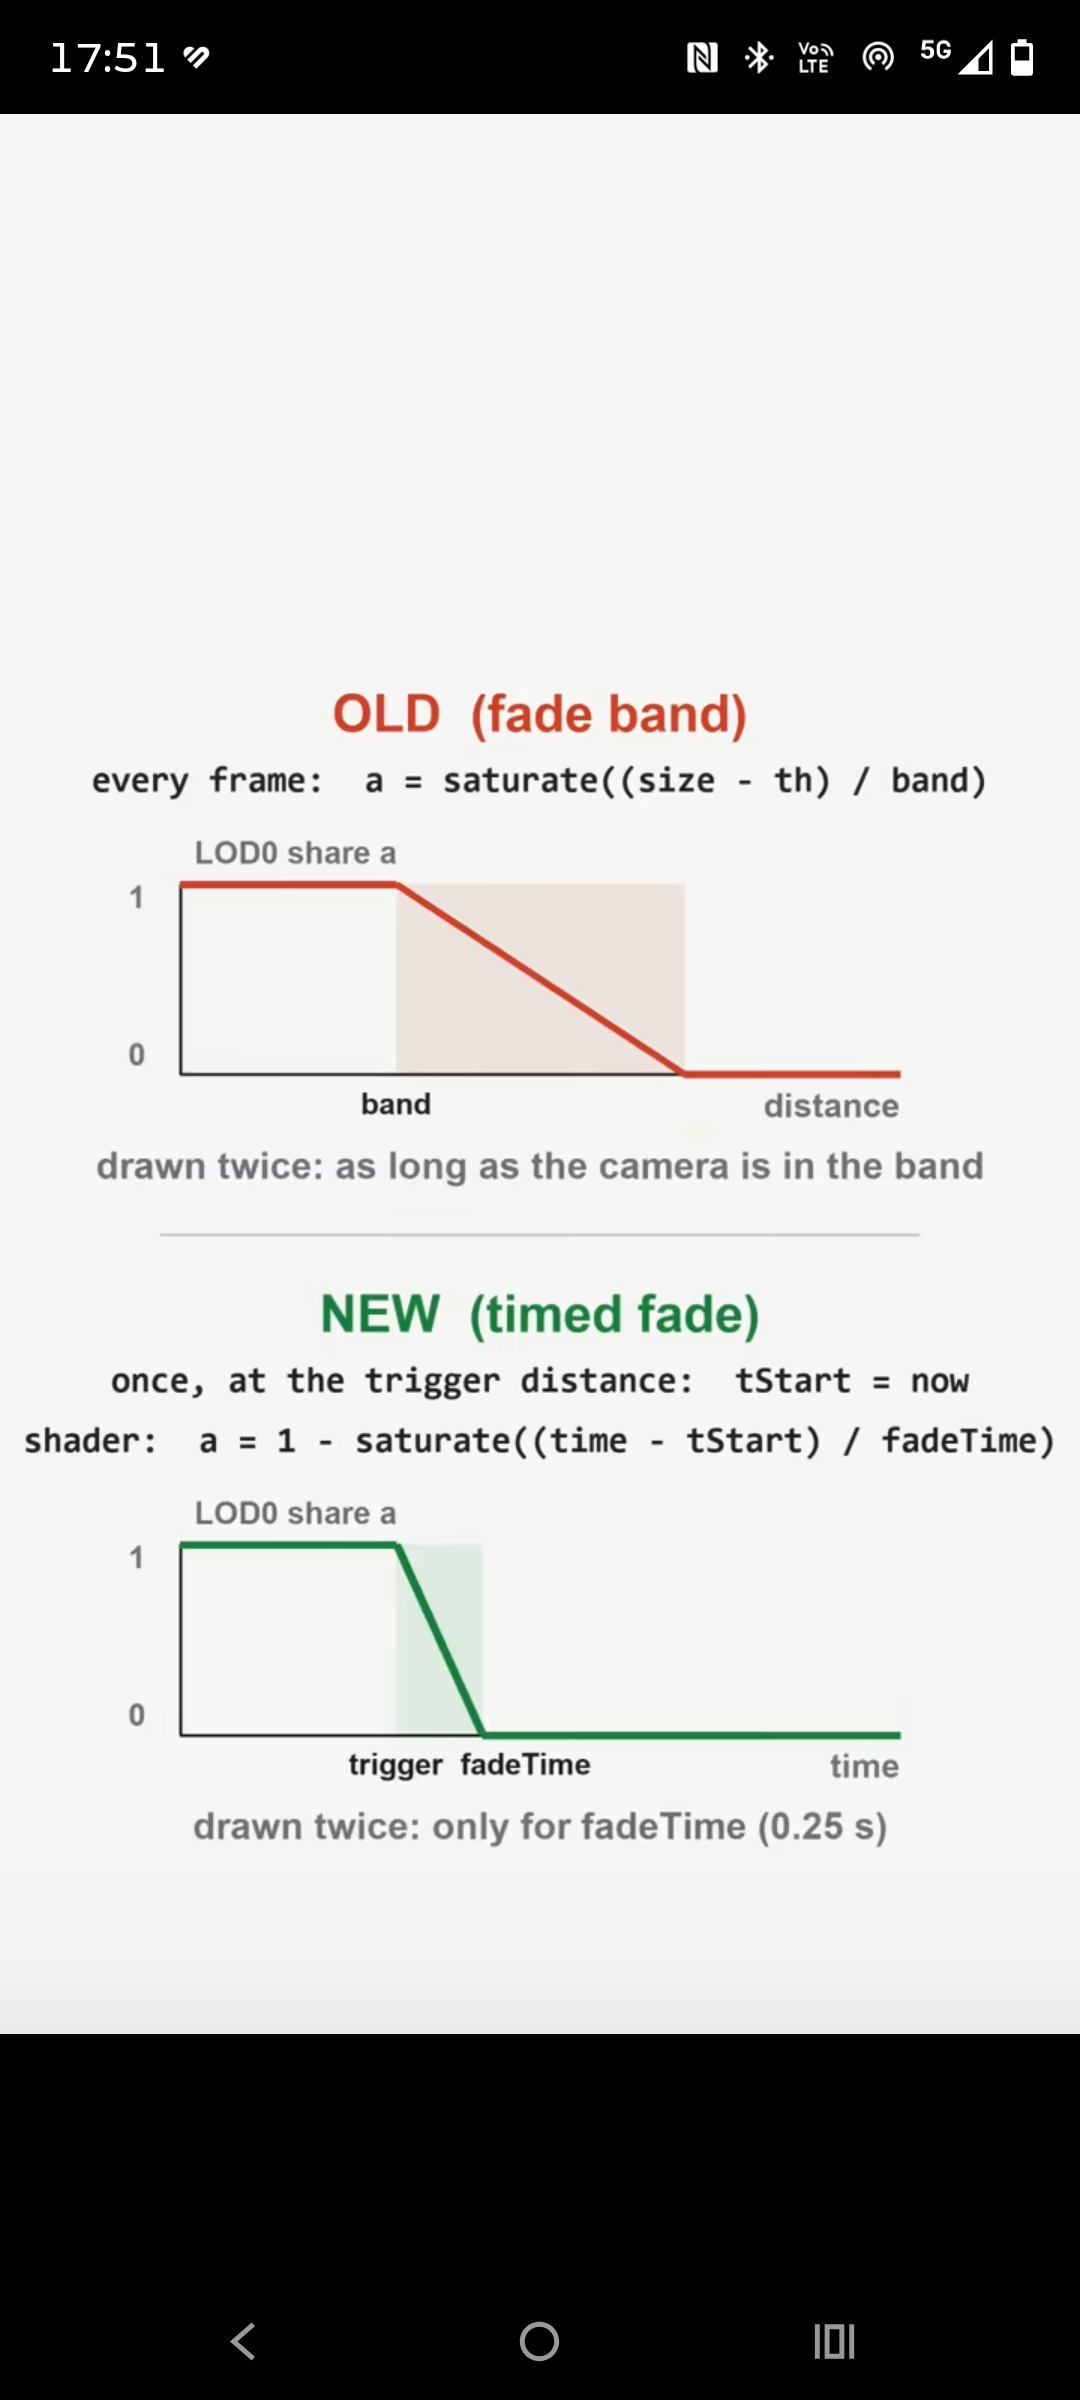 17:51
Vo
LTE
5G
OLD (fade band)
every frame: a = saturate((size - th) / band)
LOD0 share a
1
0
band
distance
drawn twice: as long as the camera is in the band
NEW (timed fade)
once, at the trigger distance: tStart = now
shader: a = 1 - saturate((time - tStart) / fadeTime)
LOD0 share a
1
0
trigger fadeTime
time
drawn twice: only for fadeTime (0.25 s)